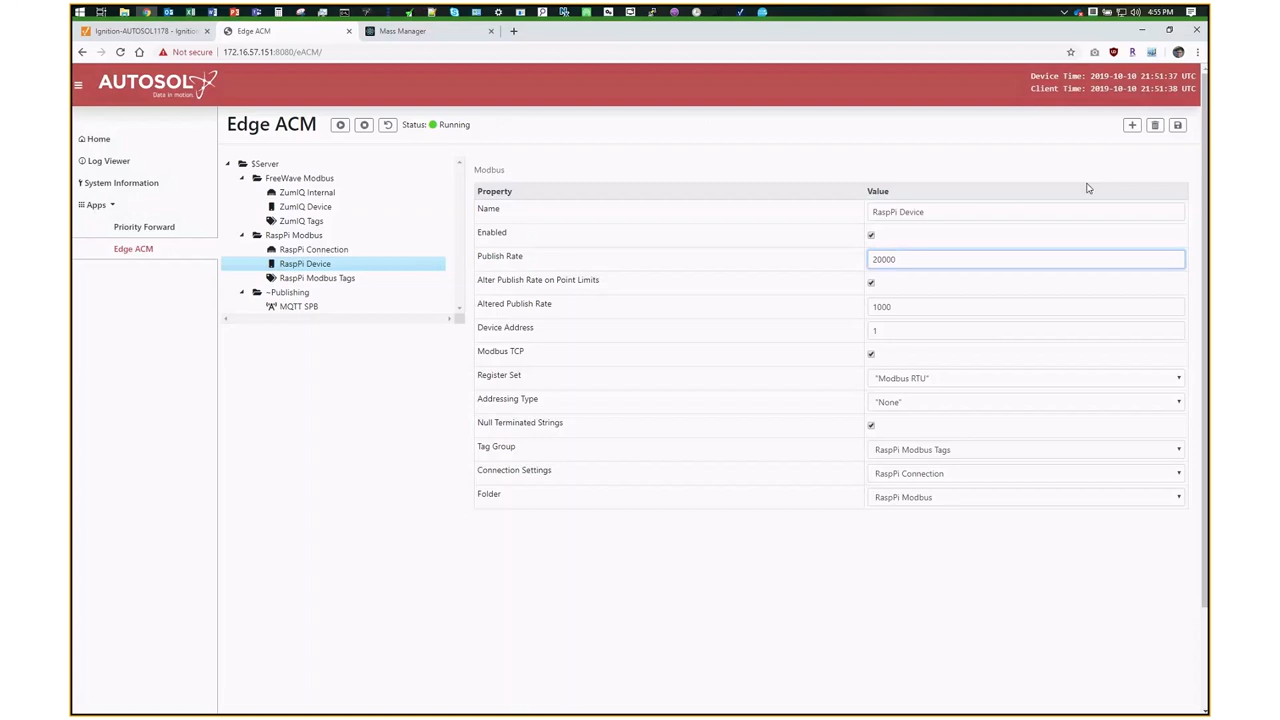 4:55 PM
Ignition-AUTOSOL1178 - Ignition
Edge ACM
Mass Manager
Not secure
172.16.57.151:8080/eACM/
AUTOSOL
Data in motion.
Device Time: 2019-10-10 21:51:37 UTC
Client Time: 2019-10-10 21:51:38 UTC
Home
Log Viewer
System Information
Apps
Priority Forward
Edge ACM
Edge ACM
Status: Running
$Server
FreeWave Modbus
ZumIQ Internal
ZumIQ Device
ZumIQ Tags
RaspPi Modbus
RaspPi Connection
RaspPi Device
RaspPi Modbus Tags
~Publishing
MQTT SPB
Modbus
Property Value
Name RaspPi Device
Enabled
Publish Rate 20000
Alter Publish Rate on Point Limits
Altered Publish Rate 1000
Device Address 1
Modbus TCP
Register Set "Modbus RTU"
Addressing Type "None"
Null Terminated Strings
Tag Group RaspPi Modbus Tags
Connection Settings RaspPi Connection
Folder RaspPi Modbus